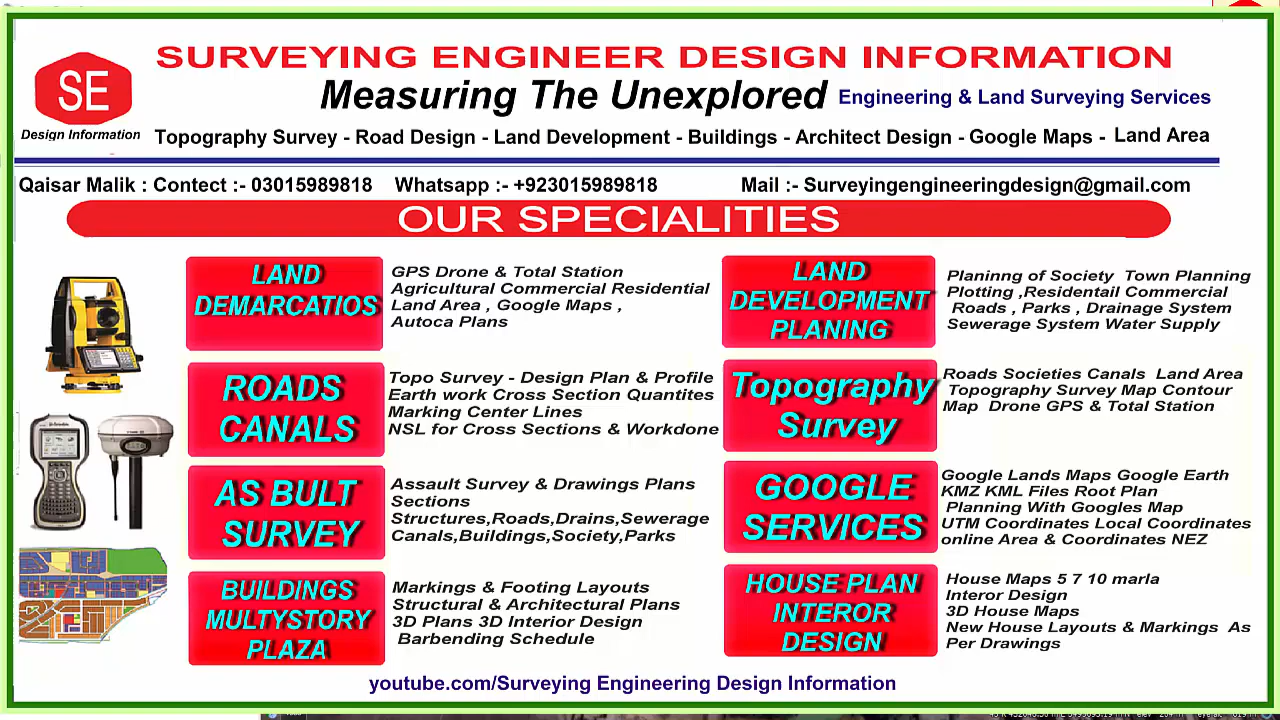 SURVEYING ENGINEER DESIGN INFORMATION
SE
Design Information
Measuring The Unexplored Engineering & Land Surveying Services
Topography Survey - Road Design - Land Development - Buildings - Architect Design - Google Maps - Land Area
Qaisar Malik : Contect :- 03015989818 Whatsapp :- +923015989818 Mail :- Surveyingengineeringdesign@gmail.com
OUR SPECIALITIES
LAND
DEMARCATIOS
GPS Drone & Total Station
Agricultural Commercial Residential
Land Area , Google Maps ,
Autoca Plans
LAND
DEVELOPMENT
PLANING
Planinng of Society Town Planning
Plotting ,Residentail Commercial
Roads , Parks , Drainage System
Sewerage System Water Supply
ROADS
CANALS
Topo Survey - Design Plan & Profile
Earth work Cross Section Quantites
Marking Center Lines
NSL for Cross Sections & Workdone
Topography
Survey
Roads Societies Canals Land Area
Topography Survey Map Contour
Map Drone GPS & Total Station
AS BULT
SURVEY
Assault Survey & Drawings Plans
Sections
Structures,Roads,Drains,Sewerage
Canals,Buildings,Society,Parks
GOOGLE
SERVICES
Google Lands Maps Google Earth
KMZ KML Files Root Plan
Planning With Googles Map
UTM Coordinates Local Coordinates
online Area & Coordinates NEZ
BUILDINGS
MULTYSTORY
PLAZA
Markings & Footing Layouts
Structural & Architectural Plans
3D Plans 3D Interior Design
Barbending Schedule
HOUSE PLAN
INTEROR
DESIGN
House Maps 5 7 10 marla
Interor Design
3D House Maps
New House Layouts & Markings As
Per Drawings
youtube.com/Surveying Engineering Design Information